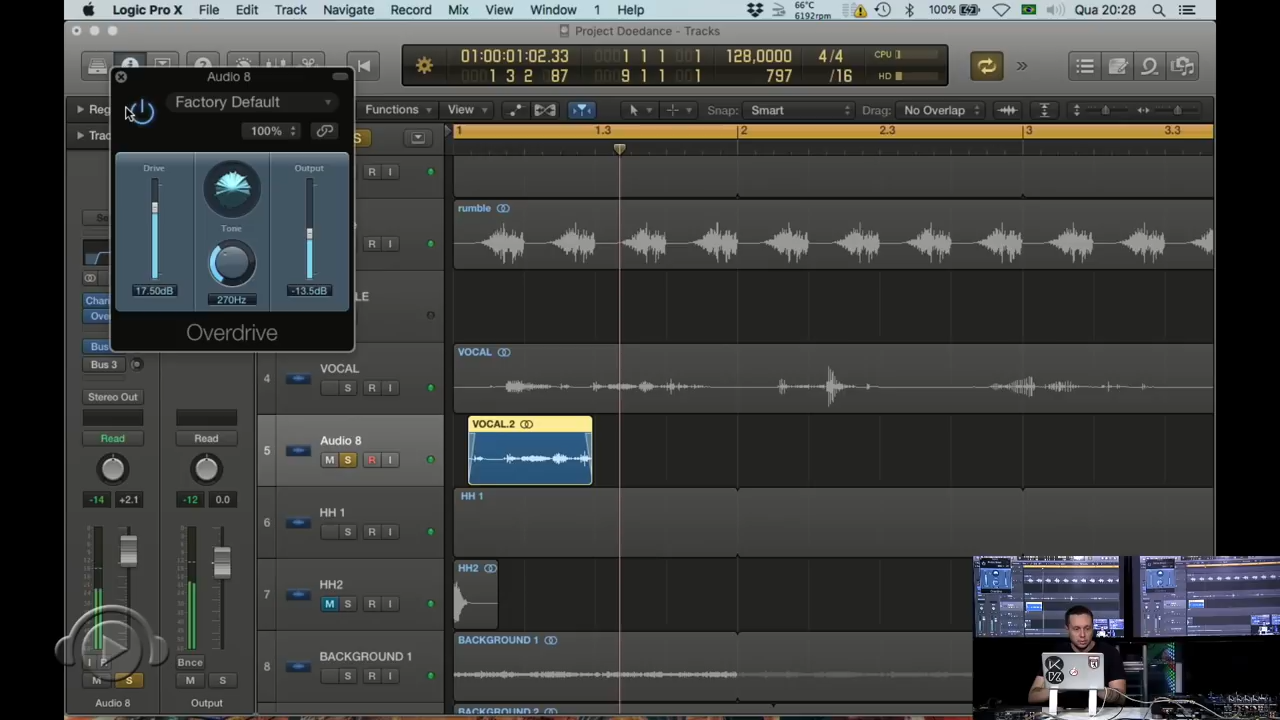 Logic Pro X File Edit Track Navigate Record Mix View Window 1 Help
66°C
6192rpm
100%
Qua 20:28
Project Doedance - Tracks
01:00:01:02.33
1 3 2 87
1 1 1
9 1 1
128,0000
797
4/4
/16
CPU
HD
Audio 8
Factory Default
100%
Drive
Output
Tone
17.50dB
270Hz
-13.5dB
Overdrive
Functions View
Snap: Smart
Drag: No Overlap
1 1.3 2 2.3 3 3.3
R I
rumble
R I
VOCAL
4 VOCAL
S R I
VOCAL.2
5 Audio 8
M S R I
HH 1
6 HH 1
S R I
HH2
7 HH2
M S R I
BACKGROUND 1
8 BACKGROUND 1
S R I
BACKGROUND 2
Bus 3
Stereo Out
Read
Read
-14 +2.1
-12 0.0
I R
Bnce
M S
M S
Audio 8
Output